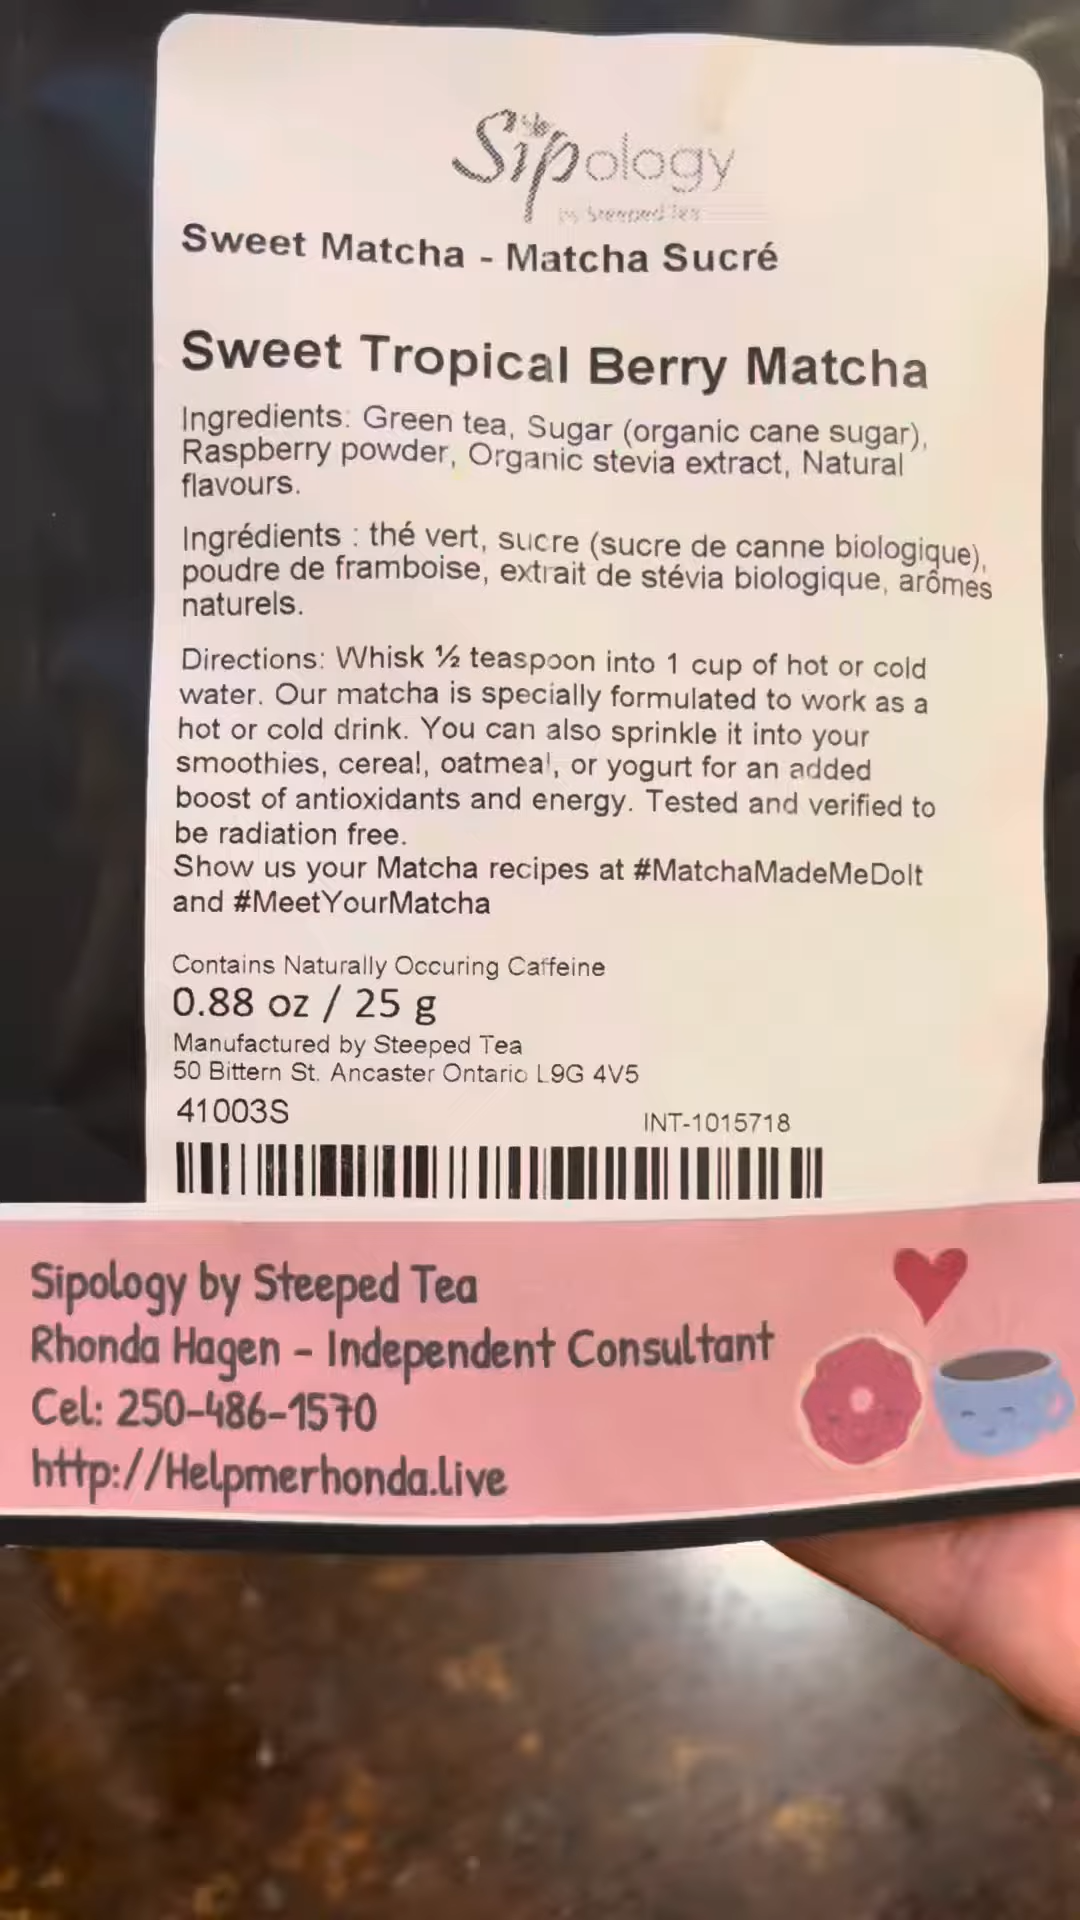 Sipology
by Steeped Tea
Sweet Matcha - Matcha Sucré
Sweet Tropical Berry Matcha
Ingredients: Green tea, Sugar (organic cane sugar),
Raspberry powder, Organic stevia extract, Natural
flavours.
Ingrédients : thé vert, sucre (sucre de canne biologique),
poudre de framboise, extrait de stévia biologique, arômes
naturels.
Directions: Whisk ½ teaspoon into 1 cup of hot or cold
water. Our matcha is specially formulated to work as a
hot or cold drink. You can also sprinkle it into your
smoothies, cereal, oatmeal, or yogurt for an added
boost of antioxidants and energy. Tested and verified to
be radiation free.
Show us your Matcha recipes at #MatchaMadeMeDoIt
and #MeetYourMatcha
Contains Naturally Occuring Caffeine
0.88 oz / 25 g
Manufactured by Steeped Tea
50 Bittern St. Ancaster Ontario L9G 4V5
41003S INT-1015718
Sipology by Steeped Tea
Rhonda Hagen - Independent Consultant
Cel: 250-486-1570
http://Helpmerhonda.live